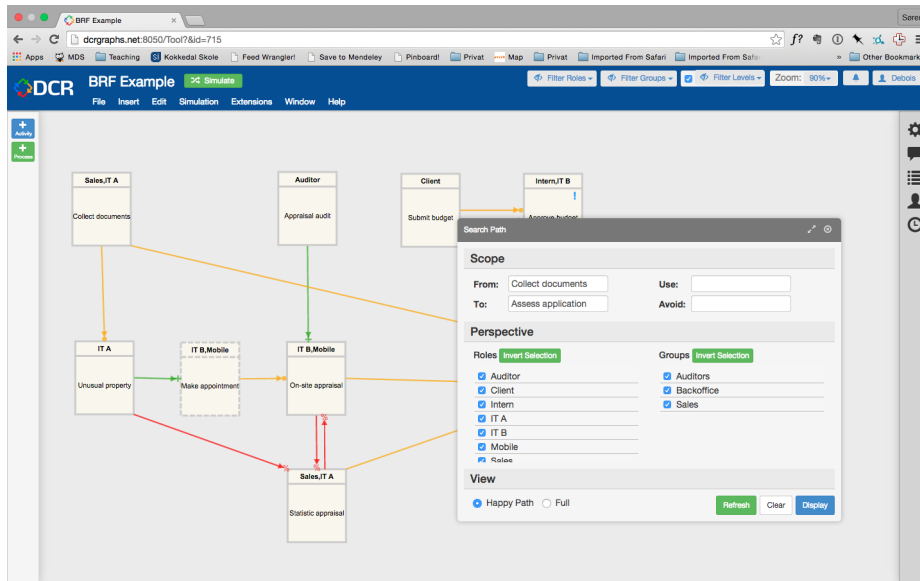 BRF Example
Søre
dcrgraphs.net:8050/Tool?&id=715
f?
Apps MDS Teaching Kokkedal Skole Feed Wrangler! Save to Mendeley Pinboard! Privat Map Privat Imported From Safari Imported From Safa » Other Bookmark
DCR BRF Example Simulate Filter Roles Filter Groups Filter Levels Zoom: 90% Debois
File Insert Edit Simulation Extensions Window Help
+
Activity
+
Process
Sales,IT A
Collect documents
Auditor
Appraisal audit
Client
Submit budget
Intern,IT B
!
Approve budget
IT A
Unusual property
IT B,Mobile
Make appointment
IT B,Mobile
On-site appraisal
% %
%
Sales,IT A
Statistic appraisal
Search Path
Scope
From: Collect documents Use:
To: Assess application Avoid:
Perspective
Roles Invert Selection Groups Invert Selection
Auditor Auditors
Client Backoffice
Intern Sales
IT A
IT B
Mobile
Sales
View
Happy Path Full Refresh Clear Display